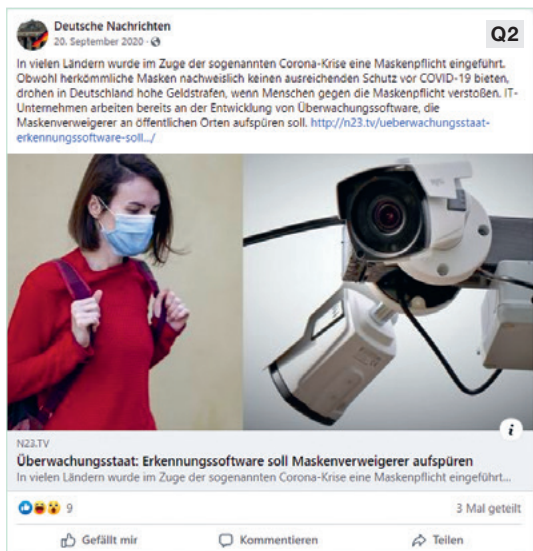 Deutsche Nachrichten
Q2
20. September 2020 ·
In vielen Ländern wurde im Zuge der sogenannten Corona-Krise eine Maskenpflicht eingeführt.
Obwohl herkömmliche Masken nachweislich keinen ausreichenden Schutz vor COVID-19 bieten,
drohen in Deutschland hohe Geldstrafen, wenn Menschen gegen die Maskenpflicht verstoßen. IT-
Unternehmen arbeiten bereits an der Entwicklung von Überwachungssoftware, die
Maskenverweigerer an öffentlichen Orten aufspüren soll. http://n23.tv/ueberwachungsstaat-
erkennungssoftware-soll.../
i
N23.TV
Überwachungsstaat: Erkennungssoftware soll Maskenverweigerer aufspüren
In vielen Ländern wurde im Zuge der sogenannten Corona-Krise eine Maskenpflicht eingeführt...
9
3 Mal geteilt
Gefällt mir
Kommentieren
Teilen